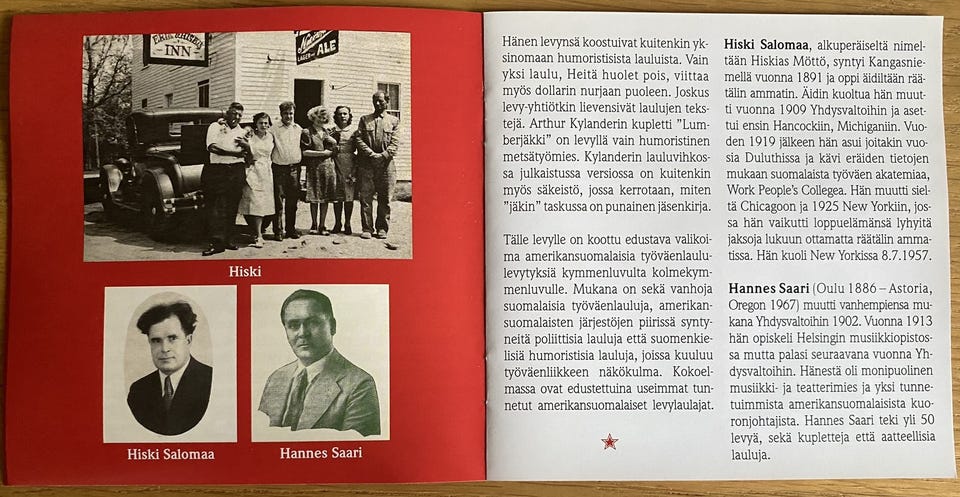 INN
LAGER ALE
Hiski
Hiski Salomaa
Hannes Saari
Hänen levynsä koostuivat kuitenkin yk-
sinomaan humoristisista lauluista. Vain
yksi laulu, Heitä huolet pois, viittaa
myös dollarin nurjaan puoleen. Joskus
levy-yhtiötkin lievensivät laulujen teks-
tejä. Arthur Kylanderin kupletti ”Lum-
berjäkki” on levyllä vain humoristinen
metsätyömies. Kylanderin lauluvihkos-
sa julkaistussa versiossa on kuitenkin
myös säkeistö, jossa kerrotaan, miten
”jäkin” taskussa on punainen jäsenkirja.
Tälle levylle on koottu edustava valikoi-
ma amerikansuomalaisia työväenlaulu-
levytyksiä kymmenluvulta kolmekym-
menluvulle. Mukana on sekä vanhoja
suomalaisia työväenlauluja, amerikan-
suomalaisten järjestöjen piirissä synty-
neitä poliittisia lauluja että suomenkie-
lisiä humoristisia lauluja, joissa kuuluu
työväenliikkeen näkökulma. Kokoel-
massa ovat edustettuina useimmat tun-
netut amerikansuomalaiset levylaulajat.
Hiski Salomaa, alkuperäiseltä nimel-
tään Hiskias Möttö, syntyi Kangasnie-
mellä vuonna 1891 ja oppi äidiltään rää-
tälin ammatin. Äidin kuoltua hän muut-
ti vuonna 1909 Yhdysvaltoihin ja aset-
tui ensin Hancockiin, Michiganiin. Vuo-
den 1919 jälkeen hän asui joitakin vuo-
sia Duluthissa ja kävi eräiden tietojen
mukaan suomalaista työväen akatemiaa,
Work People's Collegea. Hän muutti siel-
tä Chicagoon ja 1925 New Yorkiin, jos-
sa hän vaikutti loppuelämänsä lyhyitä
jaksoja lukuun ottamatta räätälin amma-
tissa. Hän kuoli New Yorkissa 8.7.1957.
Hannes Saari (Oulu 1886 – Astoria,
Oregon 1967) muutti vanhempiensa mu-
kana Yhdysvaltoihin 1902. Vuonna 1913
hän opiskeli Helsingin musiikkiopistos-
sa mutta palasi seuraavana vuonna Yh-
dysvaltoihin. Hänestä oli monipuolinen
musiikki- ja teatterimies ja yksi tunne-
tuimmista amerikansuomalaisista kuo-
ronjohtajista. Hannes Saari teki yli 50
levyä, sekä kupletteja että aatteellisia
lauluja.